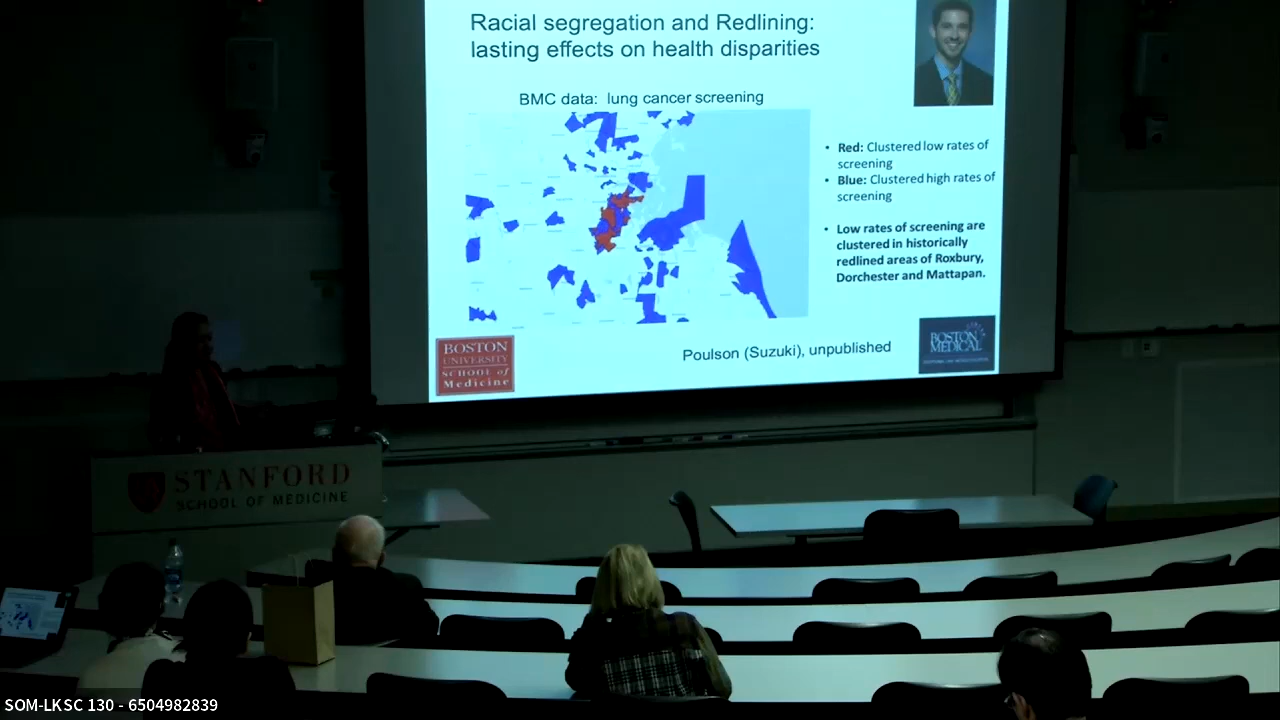 Racial segregation and Redlining:
lasting effects on health disparities
BMC data: lung cancer screening
• Red: Clustered low rates of
screening
• Blue: Clustered high rates of
screening
• Low rates of screening are
clustered in historically
redlined areas of Roxbury,
Dorchester and Mattapan.
Poulson (Suzuki), unpublished
BOSTON
UNIVERSITY
SCHOOL of
Medicine
BOSTON
MEDICAL
STANFORD
SCHOOL OF MEDICINE
SOM-LKSC 130 - 6504982839